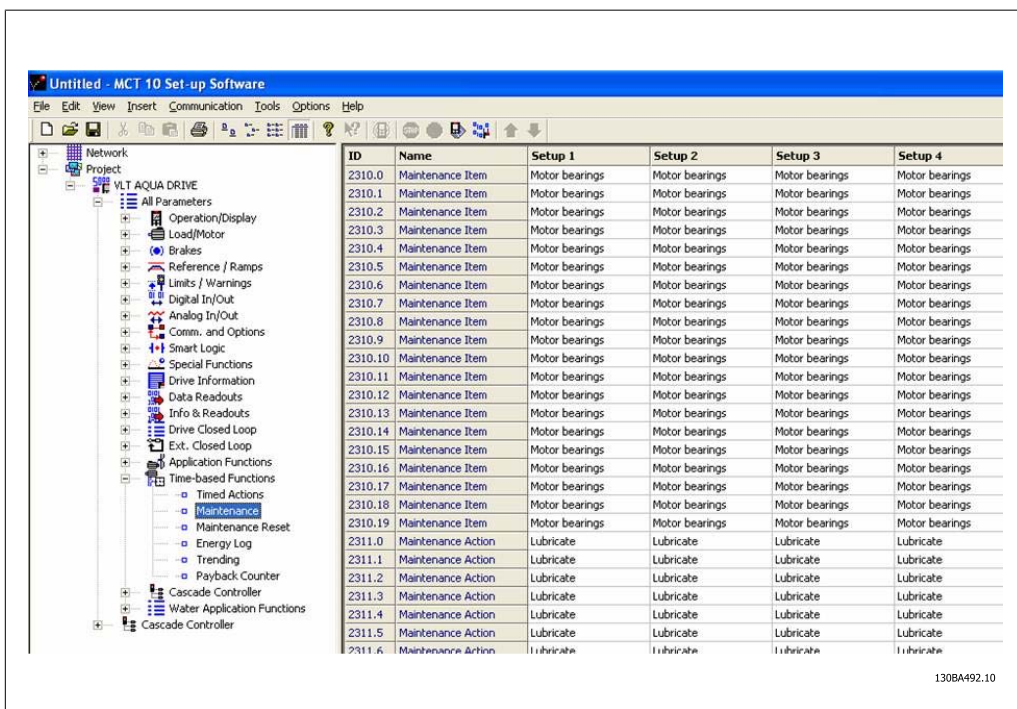 Untitled - MCT 10 Set-up Software
File Edit View Insert Communication Tools Options Help
Network
Project
VLT AQUA DRIVE
All Parameters
Operation/Display
Load/Motor
Brakes
Reference / Ramps
Limits / Warnings
Digital In/Out
Analog In/Out
Comm. and Options
Smart Logic
Special Functions
Drive Information
Data Readouts
Info & Readouts
Drive Closed Loop
Ext. Closed Loop
Application Functions
Time-based Functions
Timed Actions
Maintenance
Maintenance Reset
Energy Log
Trending
Payback Counter
Cascade Controller
Water Application Functions
Cascade Controller
ID Name Setup 1 Setup 2 Setup 3 Setup 4
2310.0 Maintenance Item Motor bearings Motor bearings Motor bearings Motor bearings
2310.1 Maintenance Item Motor bearings Motor bearings Motor bearings Motor bearings
2310.2 Maintenance Item Motor bearings Motor bearings Motor bearings Motor bearings
2310.3 Maintenance Item Motor bearings Motor bearings Motor bearings Motor bearings
2310.4 Maintenance Item Motor bearings Motor bearings Motor bearings Motor bearings
2310.5 Maintenance Item Motor bearings Motor bearings Motor bearings Motor bearings
2310.6 Maintenance Item Motor bearings Motor bearings Motor bearings Motor bearings
2310.7 Maintenance Item Motor bearings Motor bearings Motor bearings Motor bearings
2310.8 Maintenance Item Motor bearings Motor bearings Motor bearings Motor bearings
2310.9 Maintenance Item Motor bearings Motor bearings Motor bearings Motor bearings
2310.10 Maintenance Item Motor bearings Motor bearings Motor bearings Motor bearings
2310.11 Maintenance Item Motor bearings Motor bearings Motor bearings Motor bearings
2310.12 Maintenance Item Motor bearings Motor bearings Motor bearings Motor bearings
2310.13 Maintenance Item Motor bearings Motor bearings Motor bearings Motor bearings
2310.14 Maintenance Item Motor bearings Motor bearings Motor bearings Motor bearings
2310.15 Maintenance Item Motor bearings Motor bearings Motor bearings Motor bearings
2310.16 Maintenance Item Motor bearings Motor bearings Motor bearings Motor bearings
2310.17 Maintenance Item Motor bearings Motor bearings Motor bearings Motor bearings
2310.18 Maintenance Item Motor bearings Motor bearings Motor bearings Motor bearings
2310.19 Maintenance Item Motor bearings Motor bearings Motor bearings Motor bearings
2311.0 Maintenance Action Lubricate Lubricate Lubricate Lubricate
2311.1 Maintenance Action Lubricate Lubricate Lubricate Lubricate
2311.2 Maintenance Action Lubricate Lubricate Lubricate Lubricate
2311.3 Maintenance Action Lubricate Lubricate Lubricate Lubricate
2311.4 Maintenance Action Lubricate Lubricate Lubricate Lubricate
2311.5 Maintenance Action Lubricate Lubricate Lubricate Lubricate
2311.6 Maintenance Action Lubricate Lubricate Lubricate Lubricate
130BA492.10